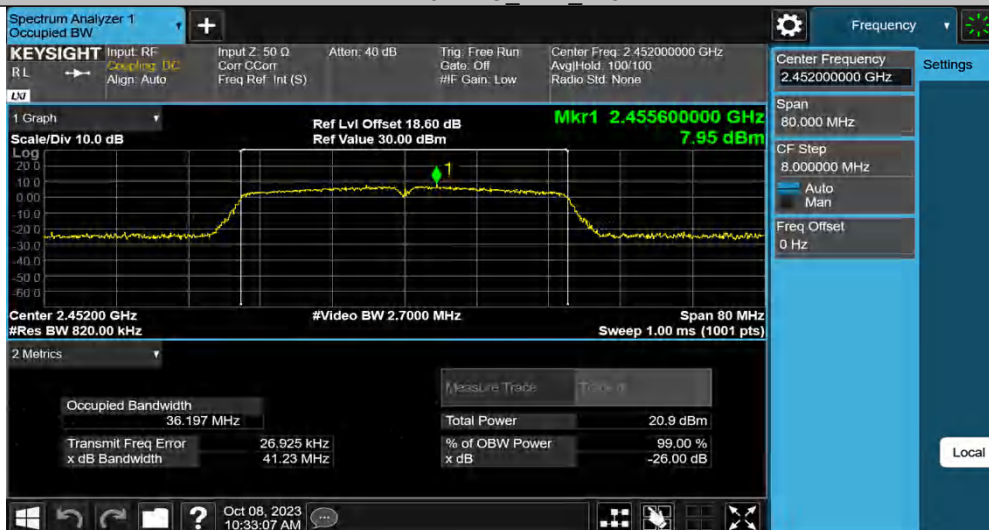 Spectrum Analyzer 1
Occupied BW
+
Frequency
KEYSIGHT
Input: RF
Coupling: DC
Align: Auto
Input Z: 50 Ω
Corr CCorr
Freq Ref: Int (S)
Atten: 40 dB
Trig: Free Run
Gate: Off
#IF Gain: Low
Center Freq: 2.452000000 GHz
Avg|Hold: 100/100
Radio Std: None
RL
LXI
Center Frequency
2.452000000 GHz
Settings
Span
80.000 MHz
CF Step
8.000000 MHz
Auto
Man
Freq Offset
0 Hz
1 Graph
Scale/Div 10.0 dB
Ref Lvl Offset 18.60 dB
Ref Value 30.00 dBm
Mkr1 2.455600000 GHz
7.95 dBm
Log
20.0
10.0
0.00
-10.0
-20.0
-30.0
-40.0
-50.0
-60.0
1
Center 2.45200 GHz
#Res BW 820.00 kHz
#Video BW 2.7000 MHz
Span 80 MHz
Sweep 1.00 ms (1001 pts)
2 Metrics
Measure Trace
Occupied Bandwidth
36.197 MHz
Total Power 20.9 dBm
Transmit Freq Error 26.925 kHz
% of OBW Power 99.00 %
x dB Bandwidth 41.23 MHz
x dB -26.00 dB
Local
?
Oct 08, 2023
10:33:07 AM